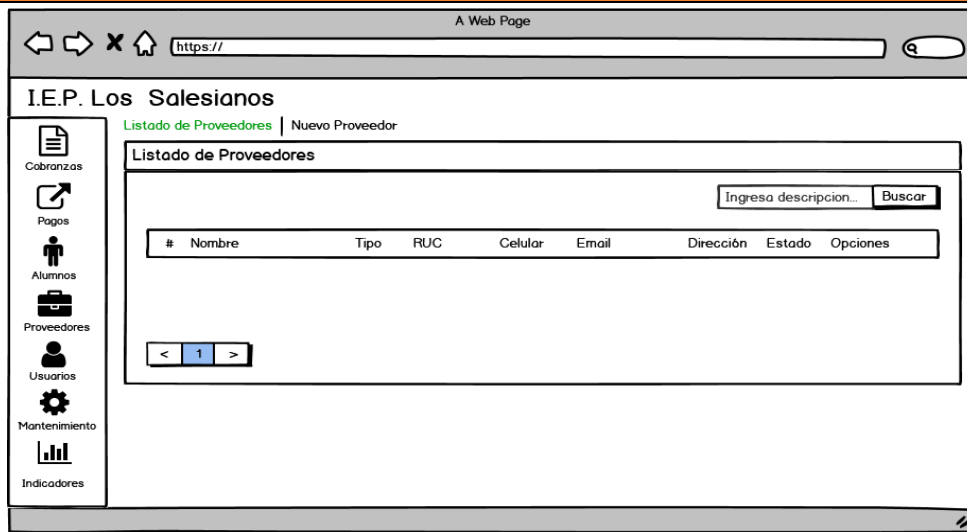 A Web Page
https://
I.E.P. Los Salesianos
Listado de Proveedores | Nuevo Proveedor
Listado de Proveedores
Ingresa descripcion... Buscar
# Nombre Tipo RUC Celular Email Dirección Estado Opciones
< 1 >
Cobranzas
Pagos
Alumnos
Proveedores
Usuarios
Mantenimiento
Indicadores